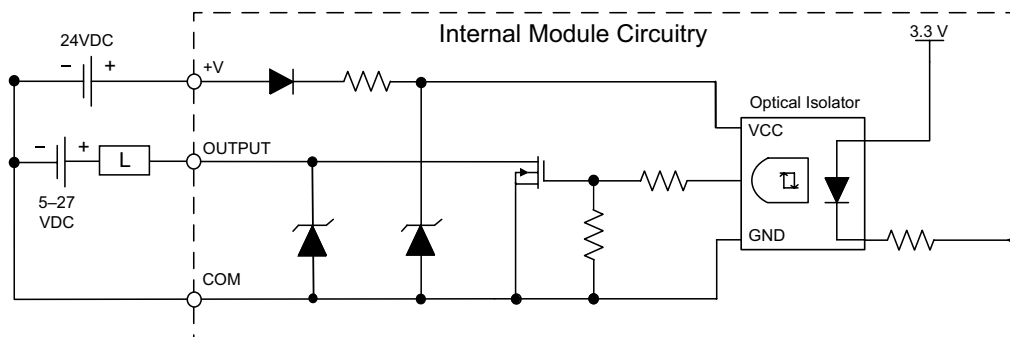 Internal Module Circuitry
24VDC
− +
+V
3.3 V
Optical Isolator
VCC
− +
L
OUTPUT
5–27
VDC
GND
COM